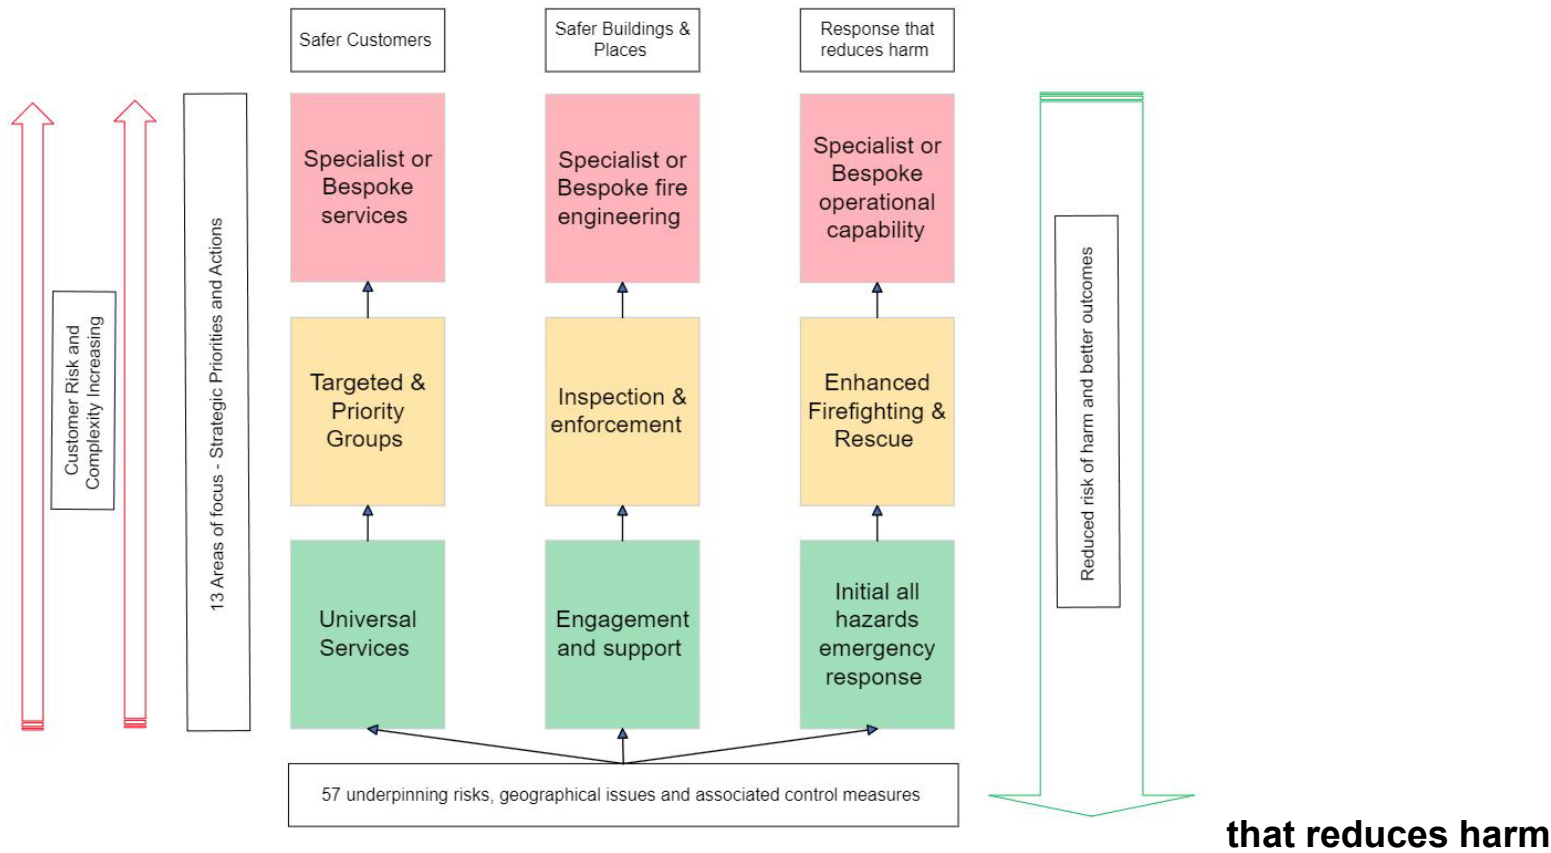 Safer Customers
Safer Buildings &
Places
Response that
reduces harm
Customer Risk and
Complexity Increasing
13 Areas of focus - Strategic Priorities and Actions
Specialist or
Bespoke
services
Specialist or
Bespoke fire
engineering
Specialist or
Bespoke
operational
capability
Targeted &
Priority
Groups
Inspection &
enforcement
Enhanced
Firefighting &
Rescue
Universal
Services
Engagement
and support
Initial all
hazards
emergency
response
Reduced risk of harm and better outcomes
57 underpinning risks, geographical issues and associated control measures
that reduces harm